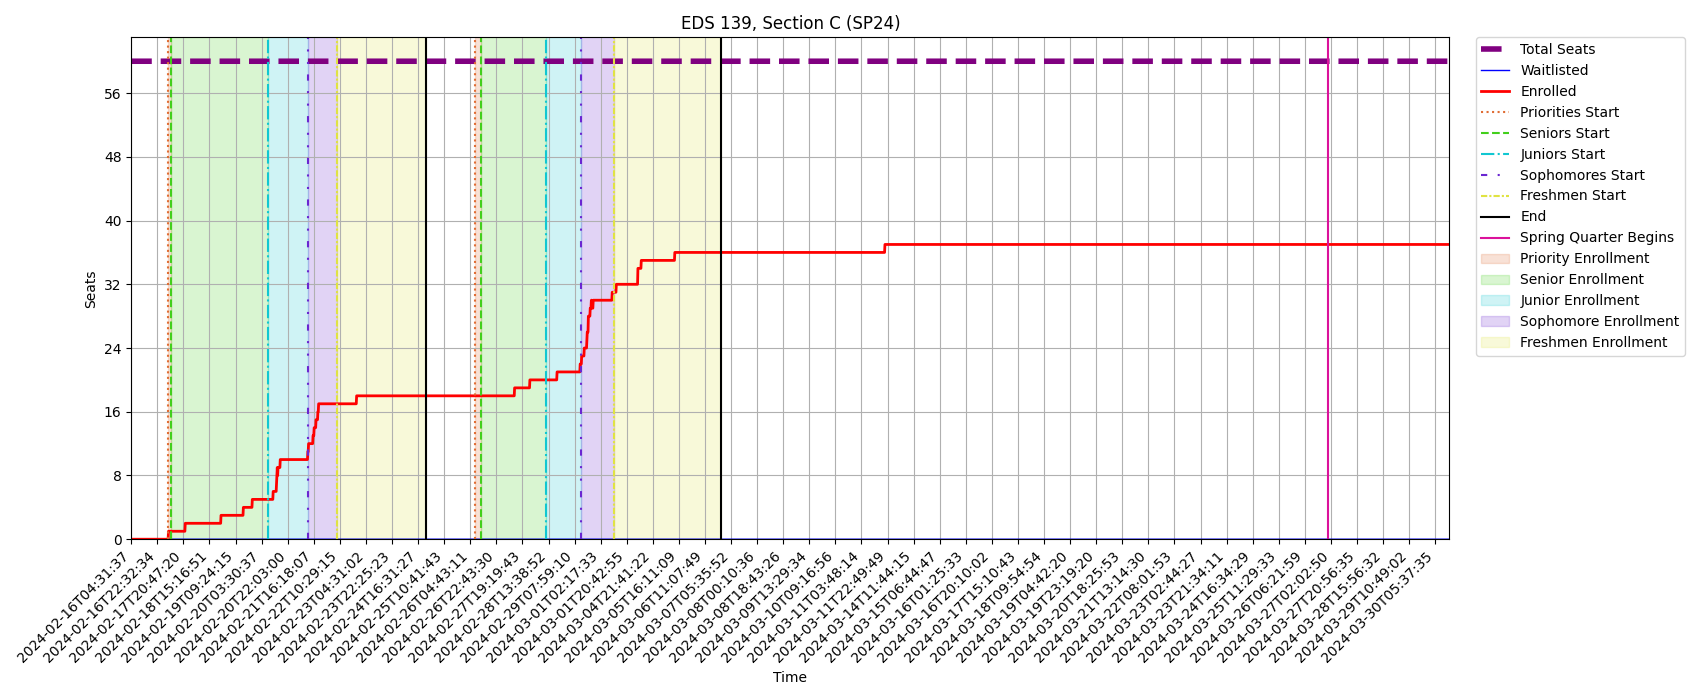 EDS 139, Section C (SP24)
Total Seats
Waitlisted
Enrolled
Priorities Start
Seniors Start
Juniors Start
Sophomores Start
Freshmen Start
End
Spring Quarter Begins
Priority Enrollment
Senior Enrollment
Junior Enrollment
Sophomore Enrollment
Freshmen Enrollment
Seats
56
48
40
32
24
16
8
0
2024-02-16T04:31:37
2024-02-16T22:32:34
2024-02-17T20:47:20
2024-02-18T15:16:51
2024-02-19T09:24:15
2024-02-20T03:30:37
2024-02-20T22:03:00
2024-02-21T16:18:07
2024-02-22T10:29:15
2024-02-23T04:31:02
2024-02-23T22:25:23
2024-02-24T16:31:27
2024-02-25T10:41:43
2024-02-26T04:43:11
2024-02-26T22:43:30
2024-02-27T19:19:43
2024-02-28T13:38:52
2024-02-29T07:59:10
2024-03-01T02:17:33
2024-03-01T20:42:55
2024-03-04T21:41:22
2024-03-05T16:11:09
2024-03-06T11:07:49
2024-03-07T05:35:52
2024-03-08T00:10:36
2024-03-08T18:43:26
2024-03-09T13:29:34
2024-03-10T09:16:56
2024-03-11T03:48:14
2024-03-11T22:49:49
2024-03-14T11:44:15
2024-03-15T06:44:47
2024-03-16T01:25:33
2024-03-16T20:10:02
2024-03-17T15:10:43
2024-03-18T09:54:54
2024-03-19T04:42:20
2024-03-19T23:19:20
2024-03-20T18:25:53
2024-03-21T13:14:30
2024-03-22T08:01:53
2024-03-23T02:44:27
2024-03-23T21:34:11
2024-03-24T16:34:29
2024-03-25T11:29:33
2024-03-26T06:21:59
2024-03-27T02:02:50
2024-03-27T20:56:35
2024-03-28T15:56:32
2024-03-29T10:49:02
2024-03-30T05:37:35
Time